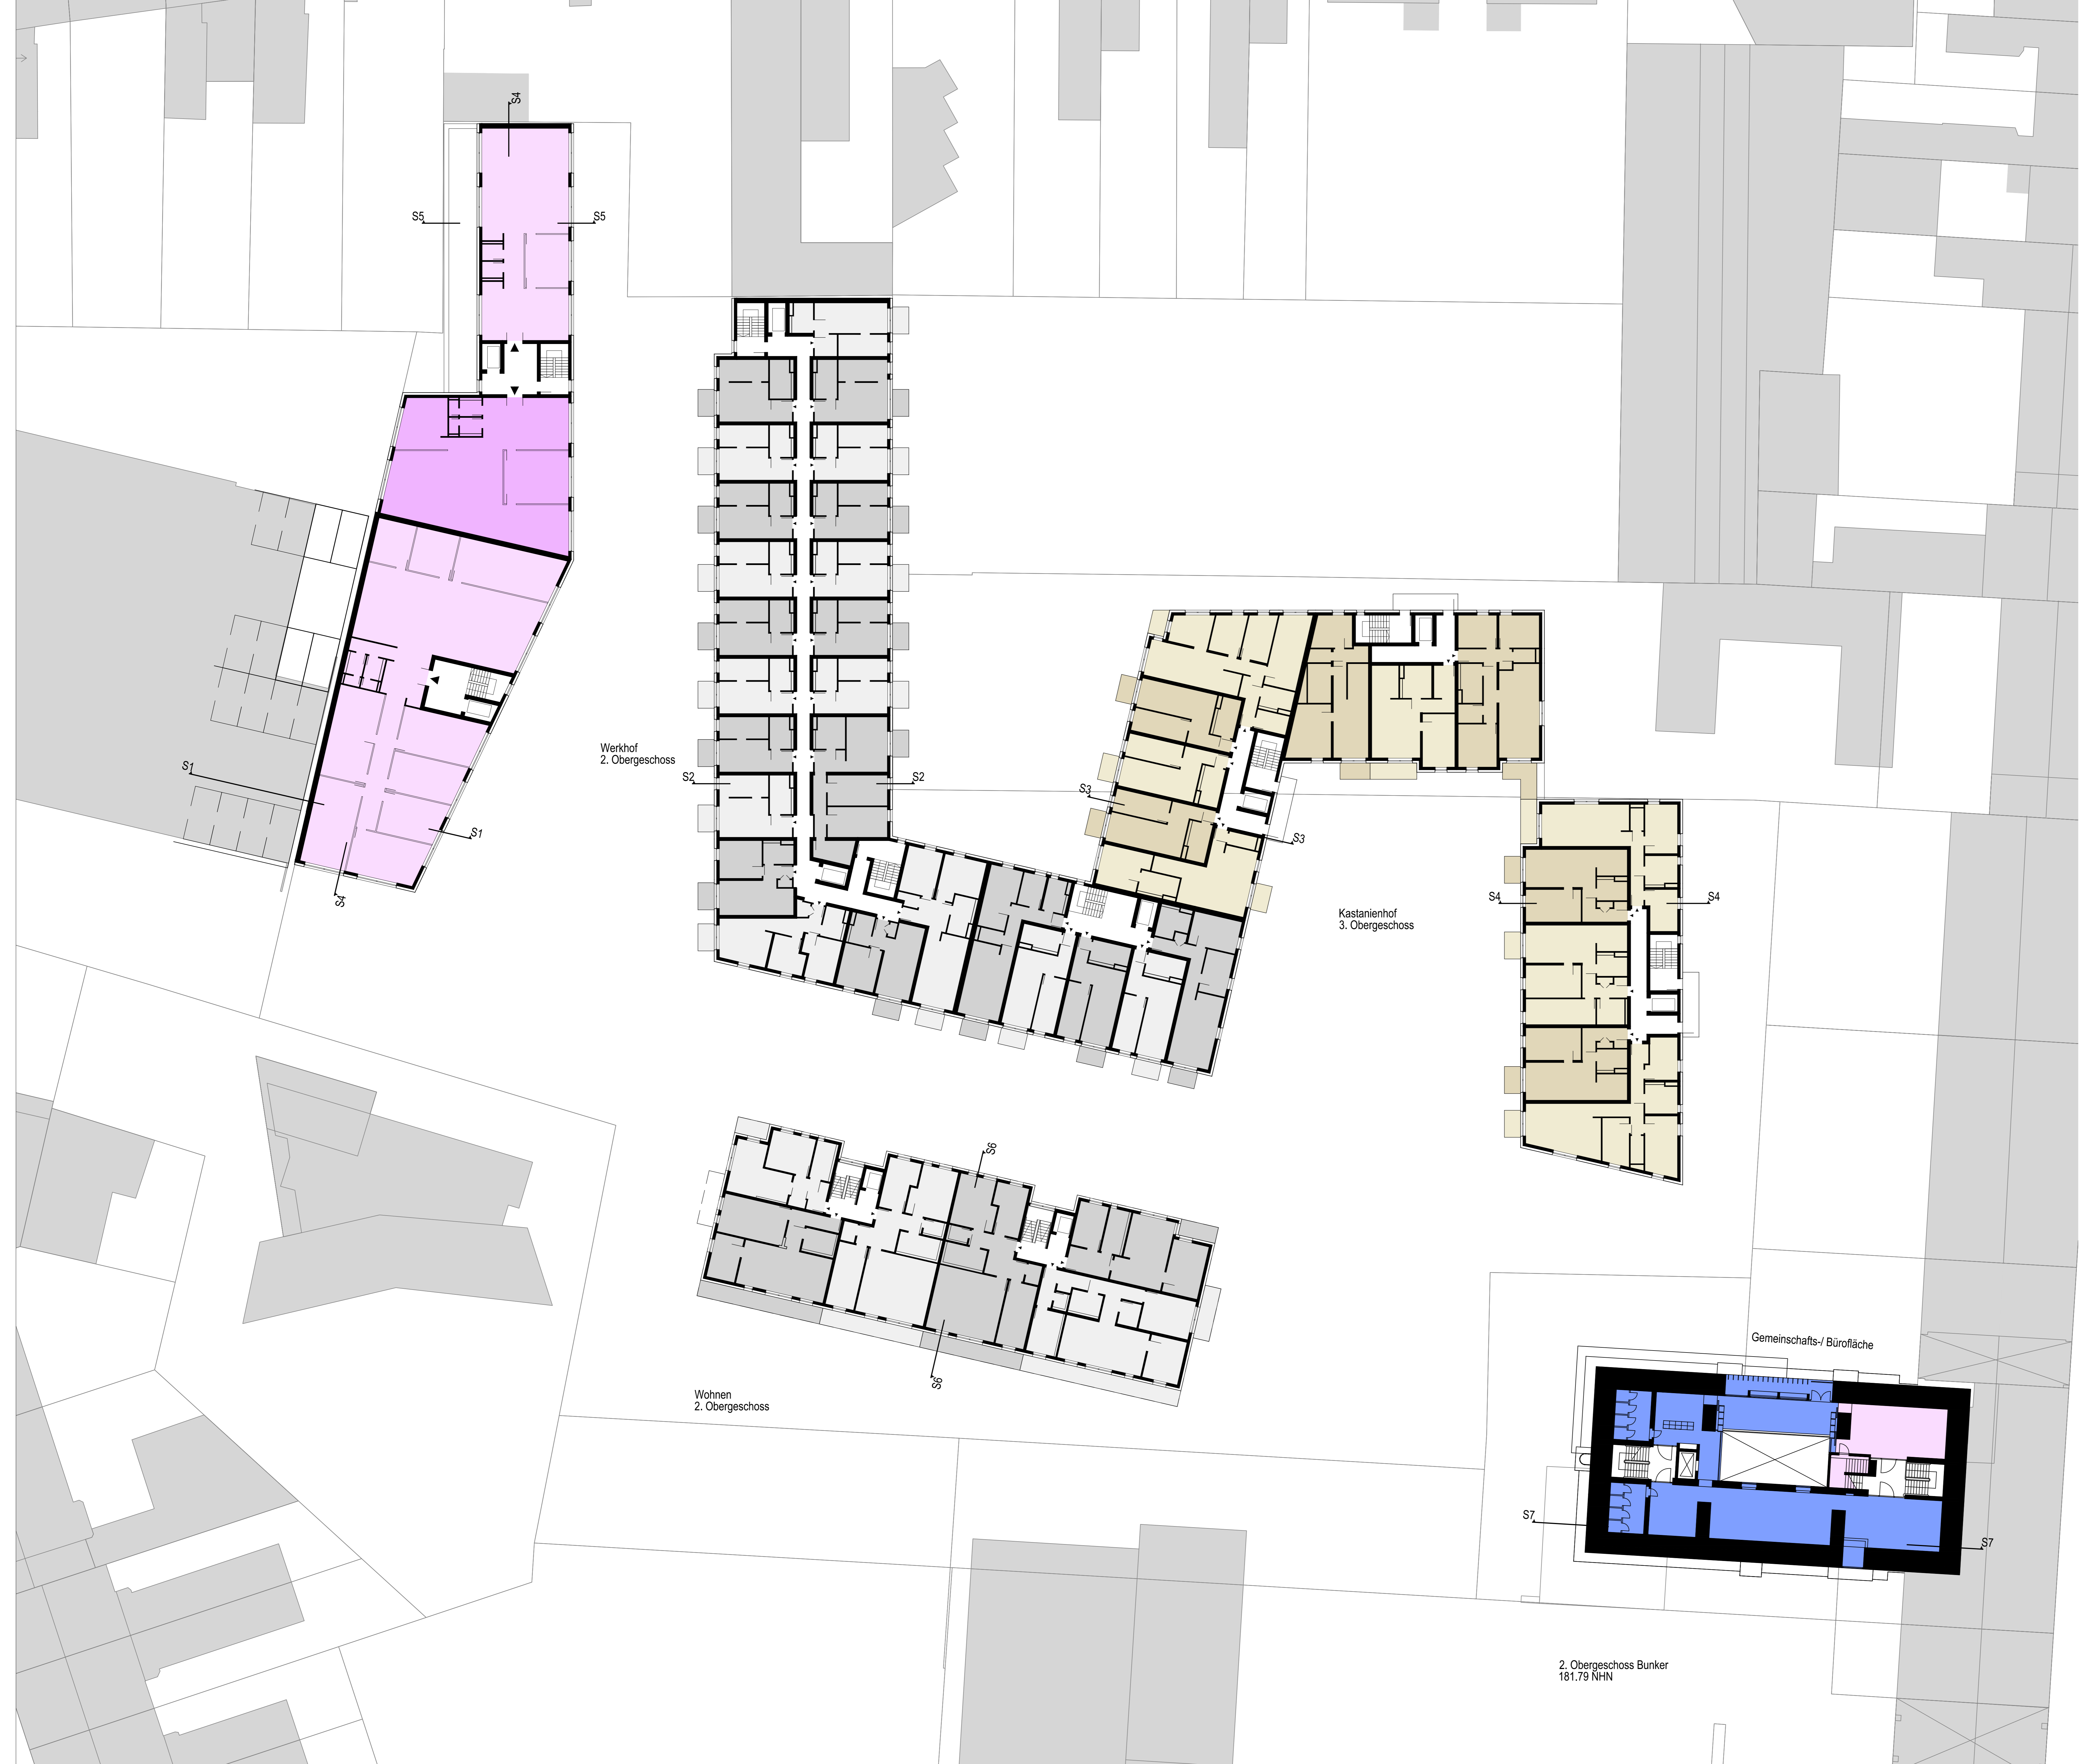 S4
S5
S5
Werkhof
2. Obergeschoss
S2
S2
S1
S1
S3
S3
S4
Kastanienhof
3. Obergeschoss
S4
S4
S6
S6
Wohnen
2. Obergeschoss
Gemeinschafts-/ Bürofläche
S7
S7
2. Obergeschoss Bunker
181.79 NHN